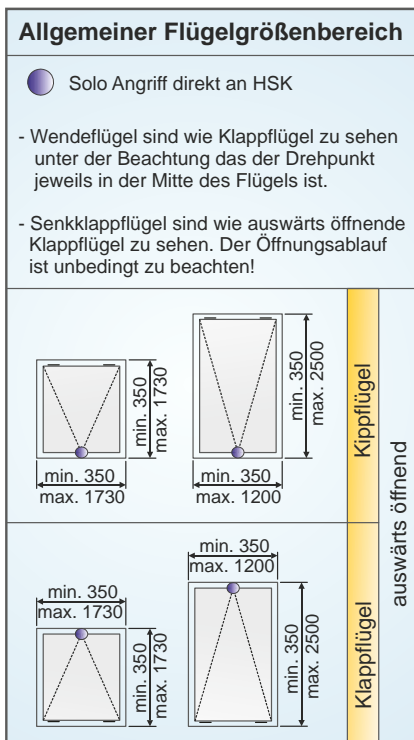 Allgemeiner Flügelgrößenbereich
Solo Angriff direkt an HSK
- Wendeflügel sind wie Klappflügel zu sehen
unter der Beachtung das der Drehpunkt
jeweils in der Mitte des Flügels ist.
- Senkklappflügel sind wie auswärts öffnende
Klappflügel zu sehen. Der Öffnungsablauf
ist unbedingt zu beachten!
min. 350
max. 1730
min. 350
max. 1730
min. 350
max. 2500
min. 350
max. 1200
Kippflügel
auswärts öffnend
min. 350
max. 1730
min. 350
max. 1730
min. 350
max. 1200
min. 350
max. 2500
Klappflügel